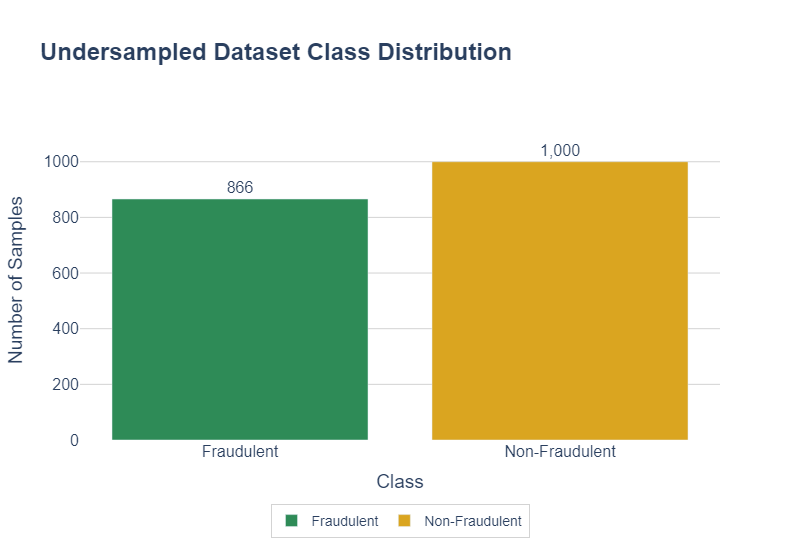 Undersampled Dataset Class Distribution
Number of Samples
1000
800
600
400
200
0
866
1,000
Fraudulent
Non-Fraudulent
Class
Fraudulent
Non-Fraudulent